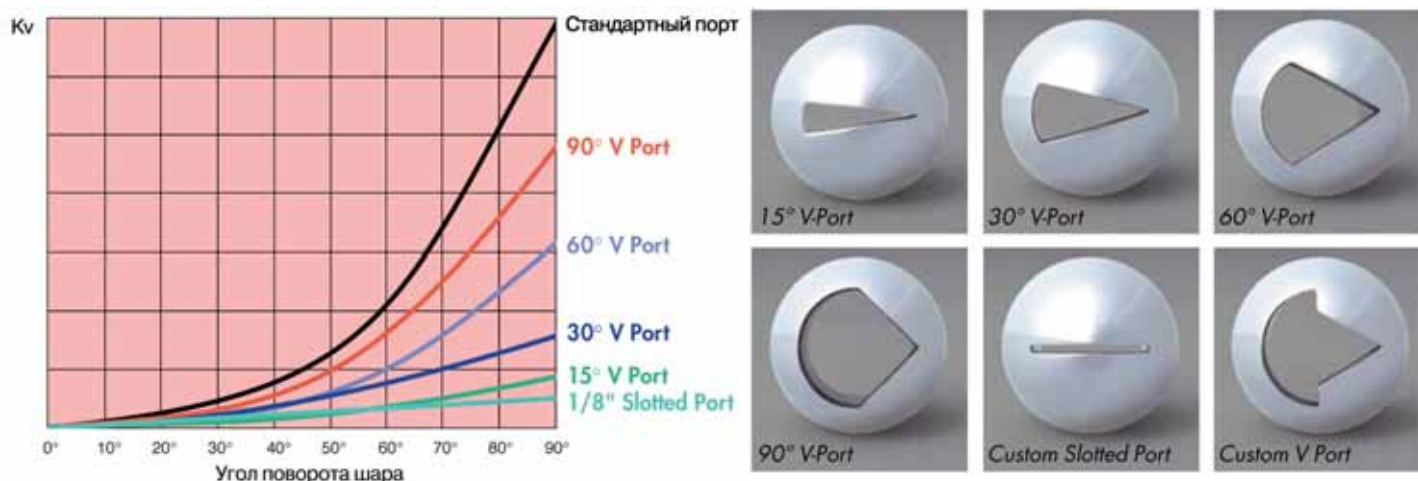 Kv
Стандартный порт
90° V Port
60° V Port
30° V Port
15° V Port
1/8" Slotted Port
0° 10° 20° 30° 40° 50° 60° 70° 80° 90°
Угол поворота шара
15° V-Port
30° V-Port
60° V-Port
90° V-Port
Custom Slotted Port
Custom V Port